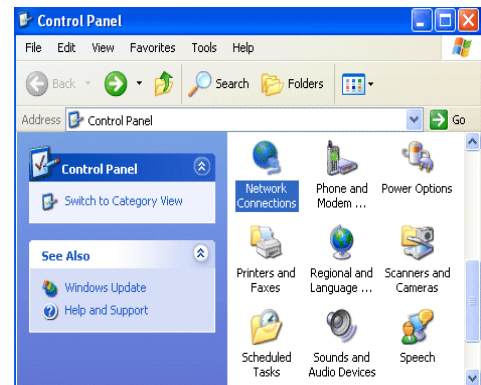 Control Panel
File Edit View Favorites Tools Help
Back Search Folders
Address Control Panel Go
Control Panel
Switch to Category View
See Also
Windows Update
Help and Support
Network Connections
Phone and Modem ...
Power Options
Printers and Faxes
Regional and Language ...
Scanners and Cameras
Scheduled Tasks
Sounds and Audio Devices
Speech